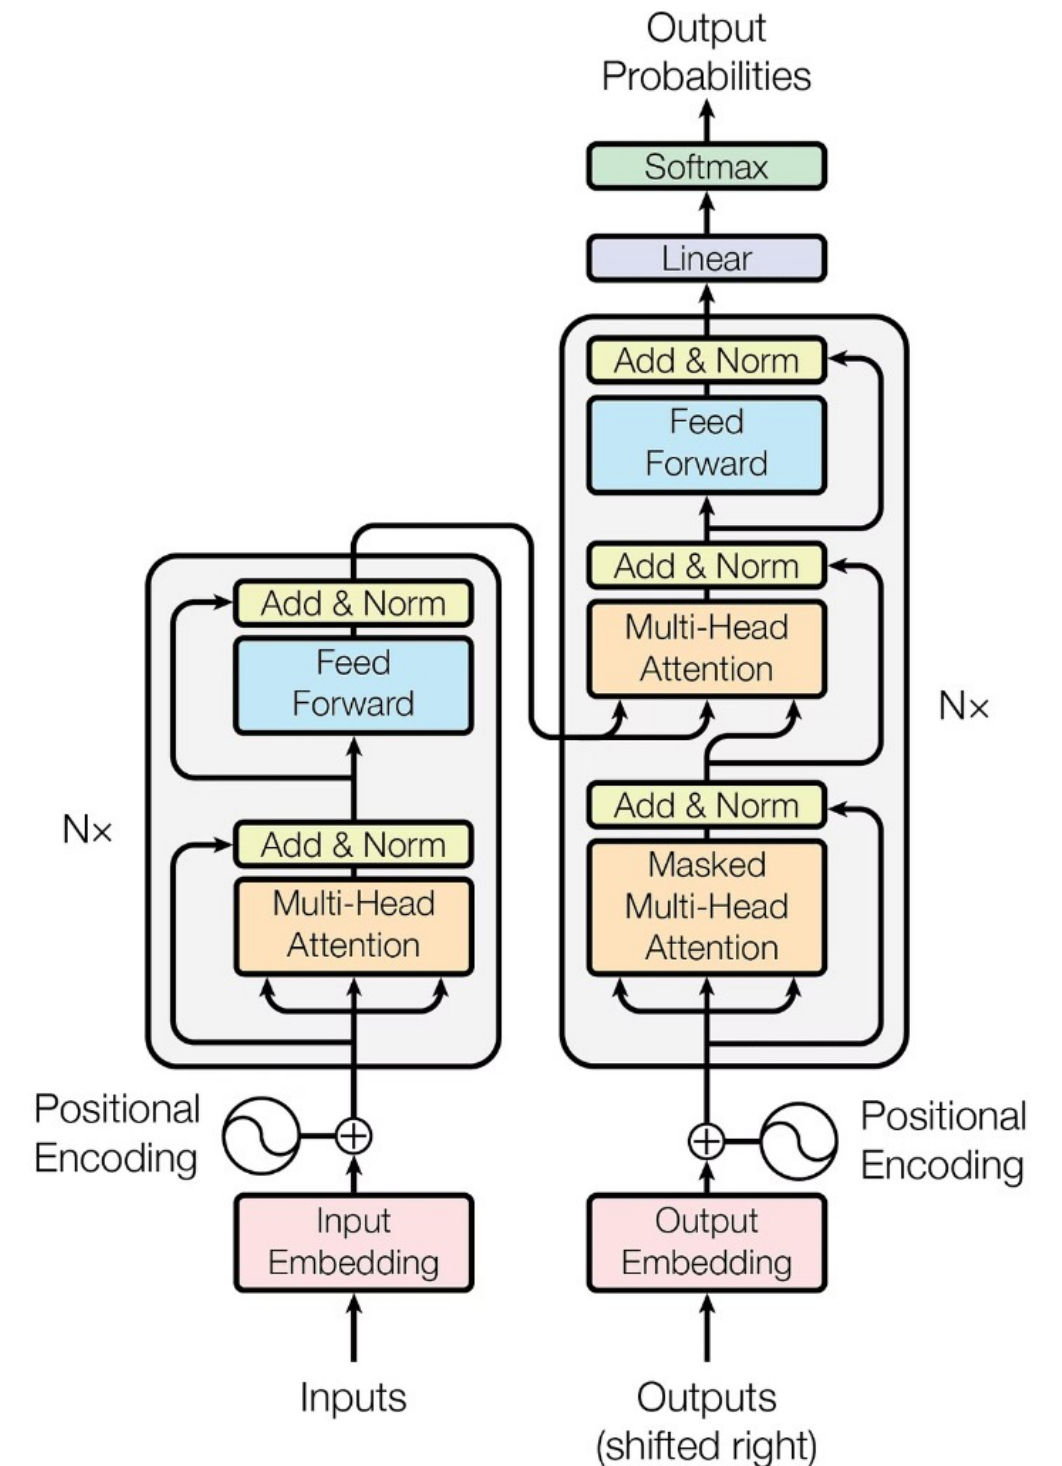 Output
Probabilities
Softmax
Linear
Add & Norm
Feed
Forward
Add & Norm
Multi-Head
Attention
Add & Norm
Masked
Multi-Head
Attention
N×
Add & Norm
Feed
Forward
Add & Norm
Multi-Head
Attention
N×
Positional
Encoding
Positional
Encoding
Input
Embedding
Output
Embedding
Inputs
Outputs
(shifted right)